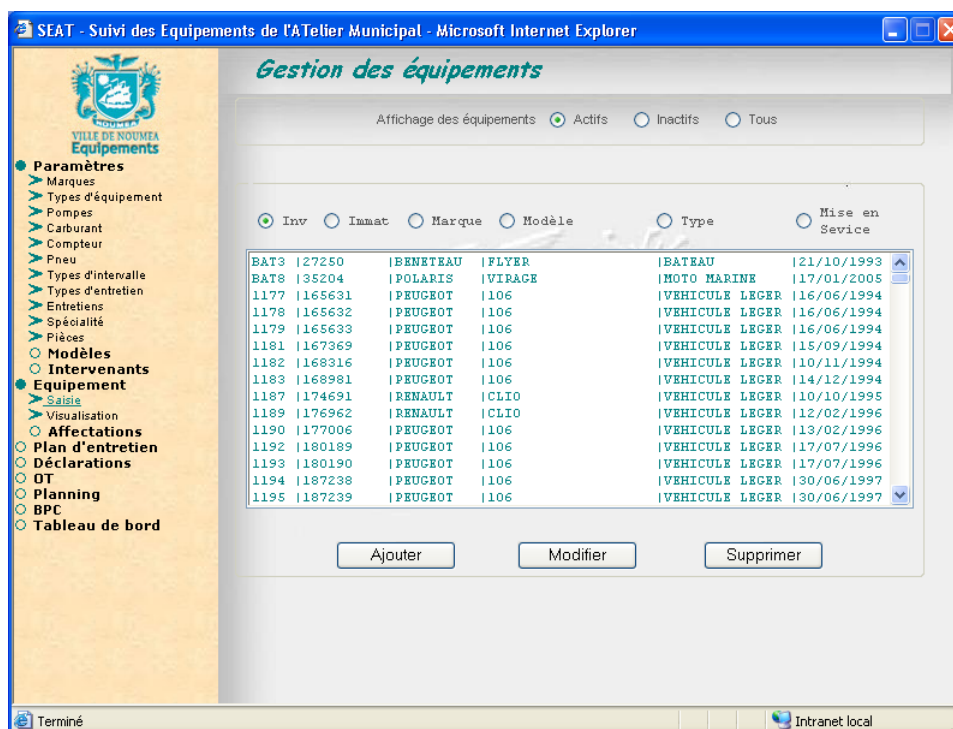 SEAT - Suivi des Equipements de l'ATelier Municipal - Microsoft Internet Explorer
NOUMEA
VILLE DE NOUMEA
Equipements
Paramètres
Marques
Types d'équipement
Pompes
Carburant
Compteur
Pneu
Types d'intervalle
Types d'entretien
Entretiens
Spécialité
Pièces
Modèles
Intervenants
Equipement
Saisie
Visualisation
Affectations
Plan d'entretien
Déclarations
OT
Planning
BPC
Tableau de bord
Gestion des équipements
Affichage des équipements Actifs Inactifs Tous
Inv Immat Marque Modèle Type Mise en Sevice
BAT3 |27250 |BENETEAU |FLYER |BATEAU |21/10/1993
BAT8 |35204 |POLARIS |VIRAGE |MOTO MARINE |17/01/2005
1177 |165631 |PEUGEOT |106 |VEHICULE LEGER |16/06/1994
1178 |165632 |PEUGEOT |106 |VEHICULE LEGER |16/06/1994
1179 |165633 |PEUGEOT |106 |VEHICULE LEGER |16/06/1994
1181 |167369 |PEUGEOT |106 |VEHICULE LEGER |15/09/1994
1182 |168316 |PEUGEOT |106 |VEHICULE LEGER |10/11/1994
1183 |168981 |PEUGEOT |106 |VEHICULE LEGER |14/12/1994
1187 |174691 |RENAULT |CLIO |VEHICULE LEGER |10/10/1995
1189 |176962 |RENAULT |CLIO |VEHICULE LEGER |12/02/1996
1190 |177006 |PEUGEOT |106 |VEHICULE LEGER |13/02/1996
1192 |180189 |PEUGEOT |106 |VEHICULE LEGER |17/07/1996
1193 |180190 |PEUGEOT |106 |VEHICULE LEGER |17/07/1996
1194 |187238 |PEUGEOT |106 |VEHICULE LEGER |30/06/1997
1195 |187239 |PEUGEOT |106 |VEHICULE LEGER |30/06/1997
Ajouter Modifier Supprimer
Terminé Intranet local